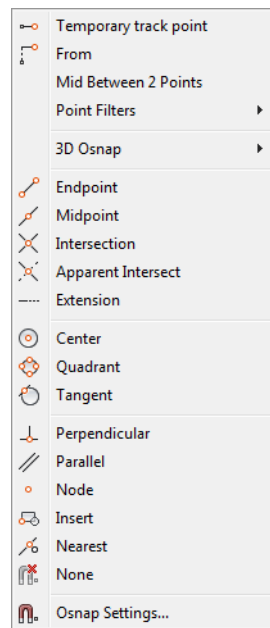 Temporary track point
From
Mid Between 2 Points
Point Filters
3D Osnap
Endpoint
Midpoint
Intersection
Apparent Intersect
Extension
Center
Quadrant
Tangent
Perpendicular
Parallel
Node
Insert
Nearest
None
Osnap Settings...